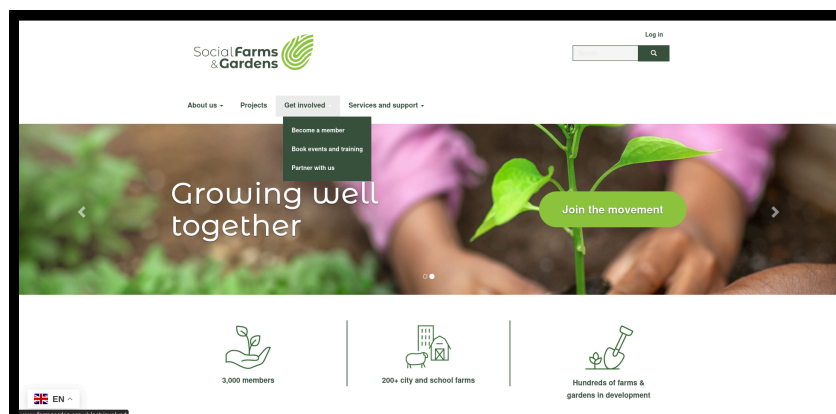 Log in
Social Farms
& Gardens
About us
Projects
Get involved
Services and support
Become a member
Book events and training
Partner with us
Growing well
together
Join the movement
3,000 members
200+ city and school farms
Hundreds of farms &
gardens in development
EN